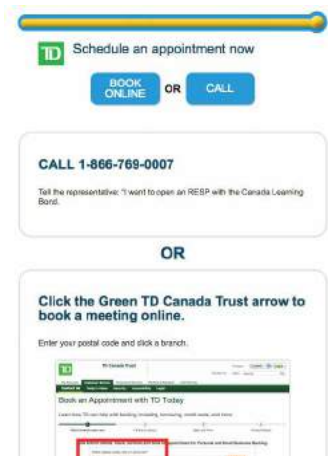 TD Schedule an appointment now
BOOK
ONLINE
OR
CALL
CALL 1-866-769-0007
Tell the representative: "I want to open an RESP with the Canada Learning
Bond.
OR
Click the Green TD Canada Trust arrow to
book a meeting online.
Enter your postal code and click a branch.
TD
TD Canada Trust
Book an Appointment with TD Today